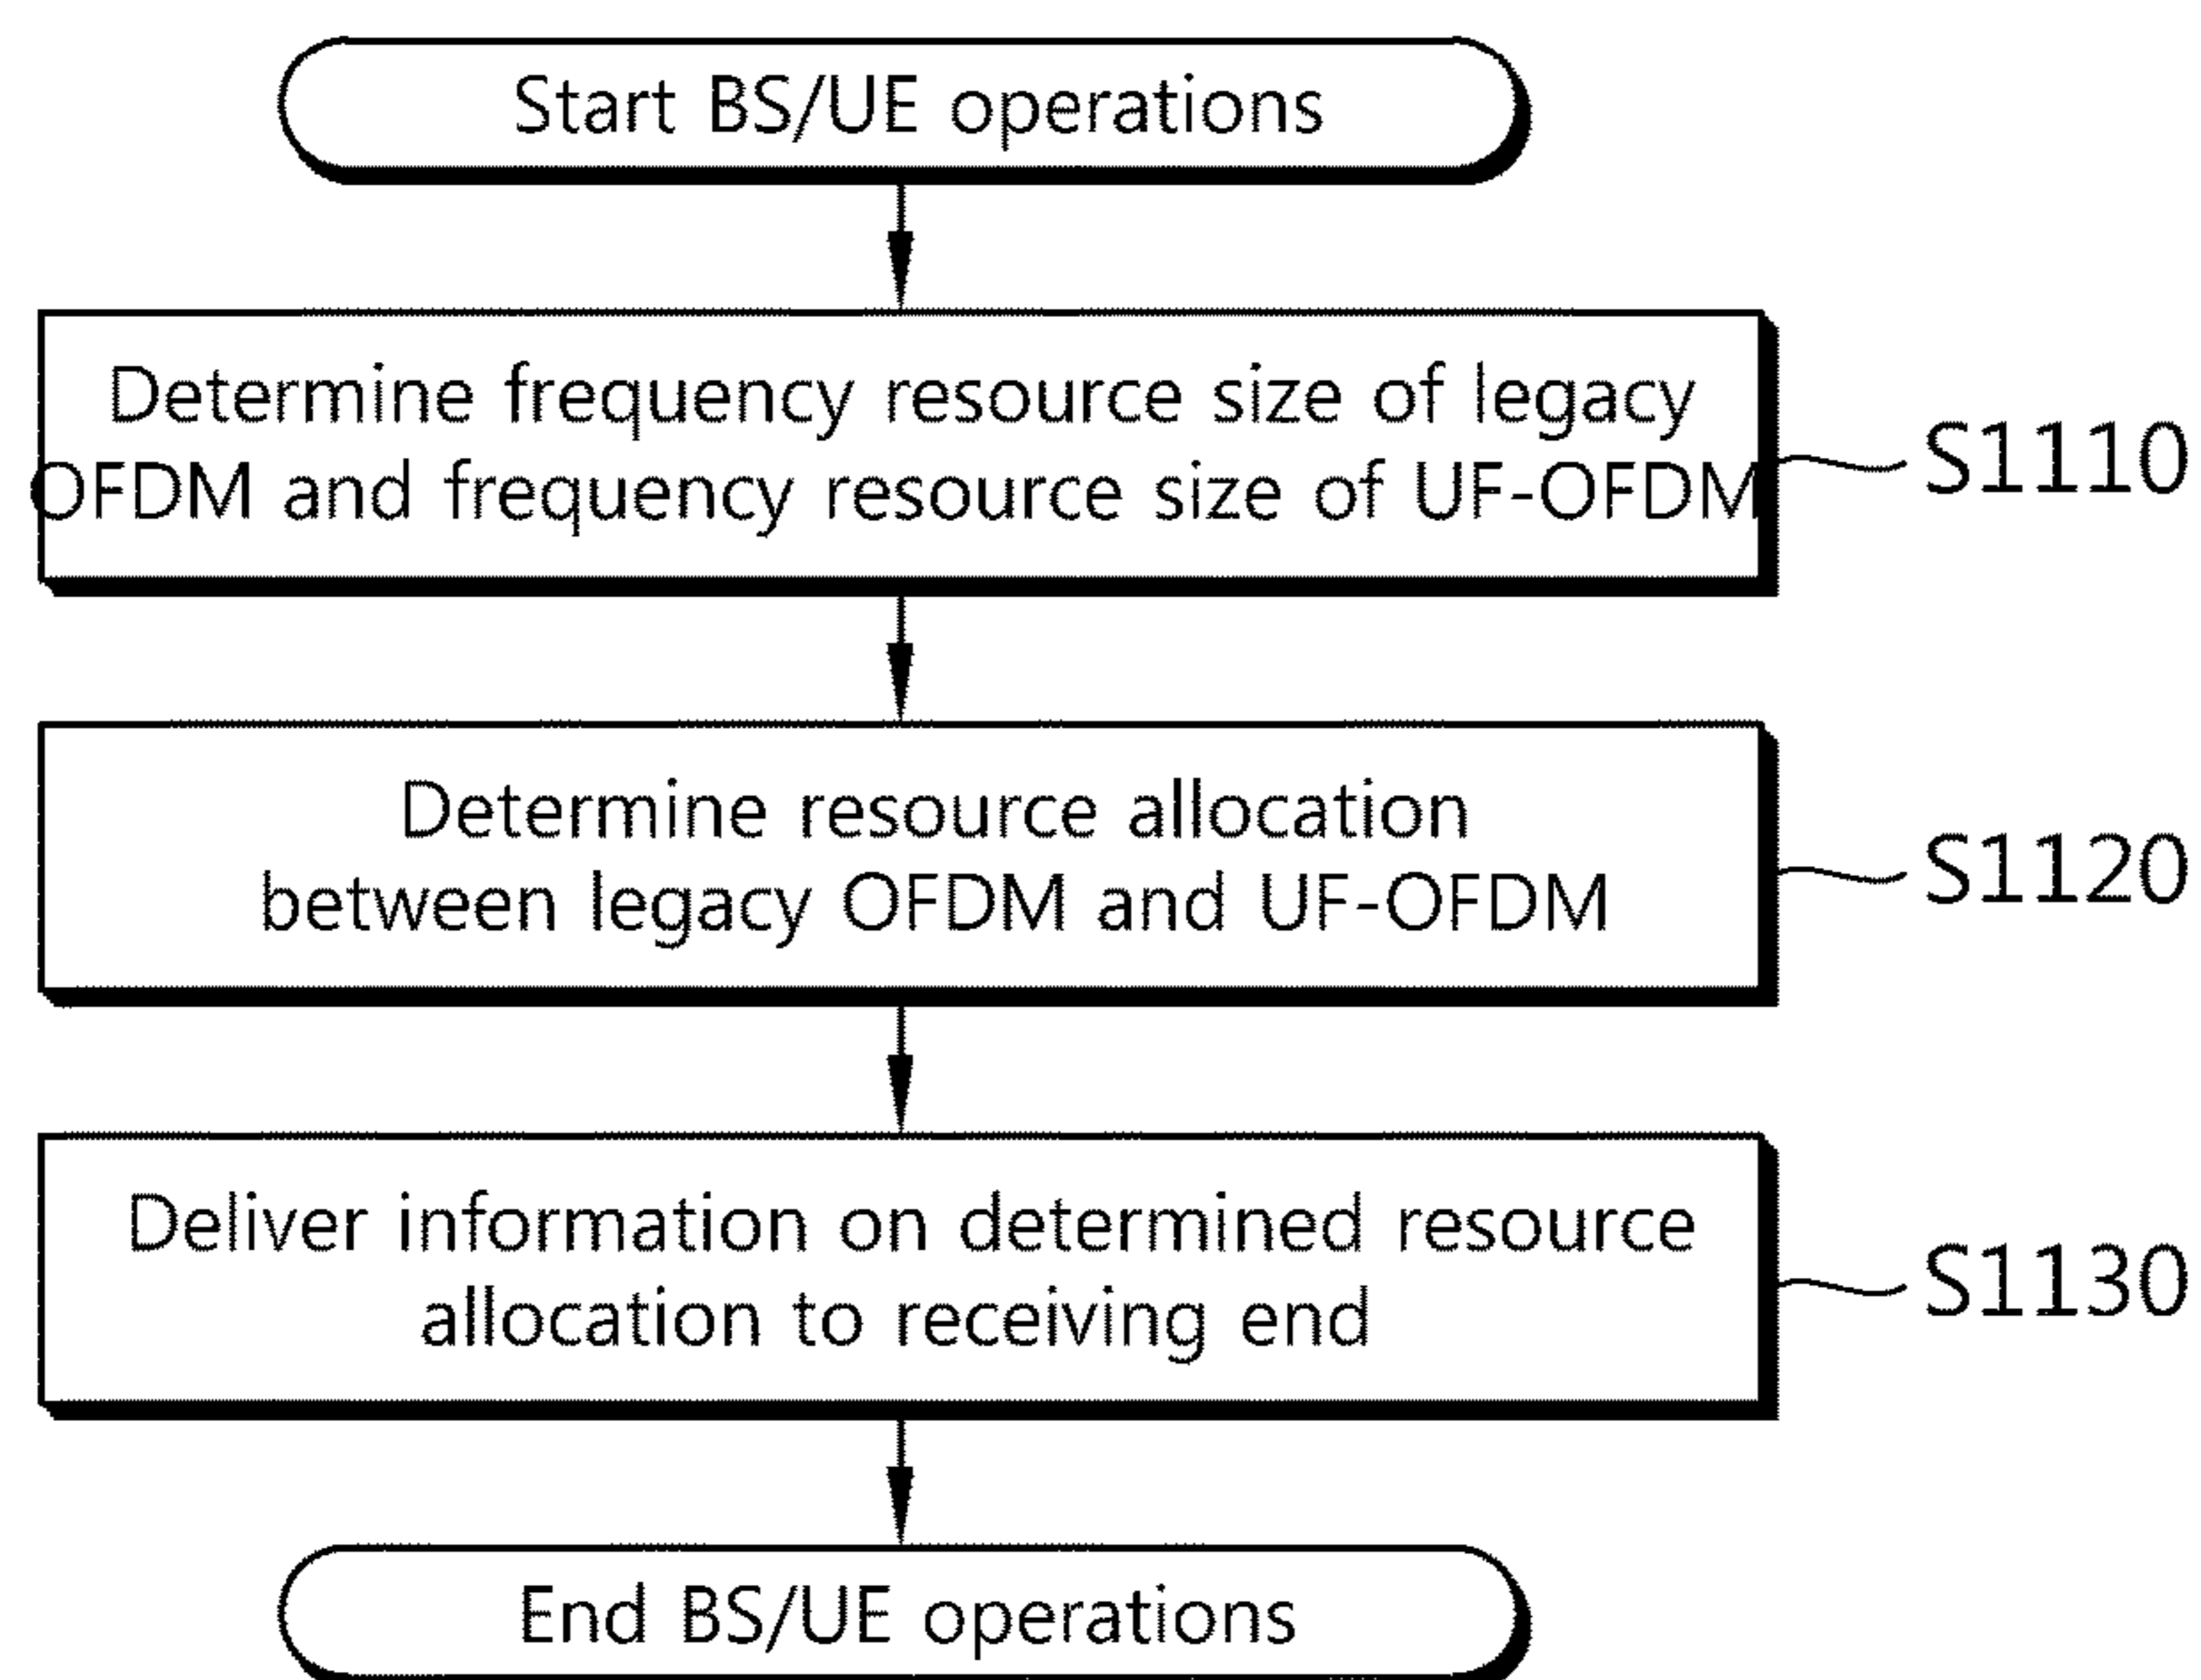 Start BS/UE operations
Determine frequency resource size of legacy
OFDM and frequency resource size of UF-OFDM
S1110
Determine resource allocation
between legacy OFDM and UF-OFDM
S1120
Deliver information on determined resource
allocation to receiving end
S1130
End BS/UE operations